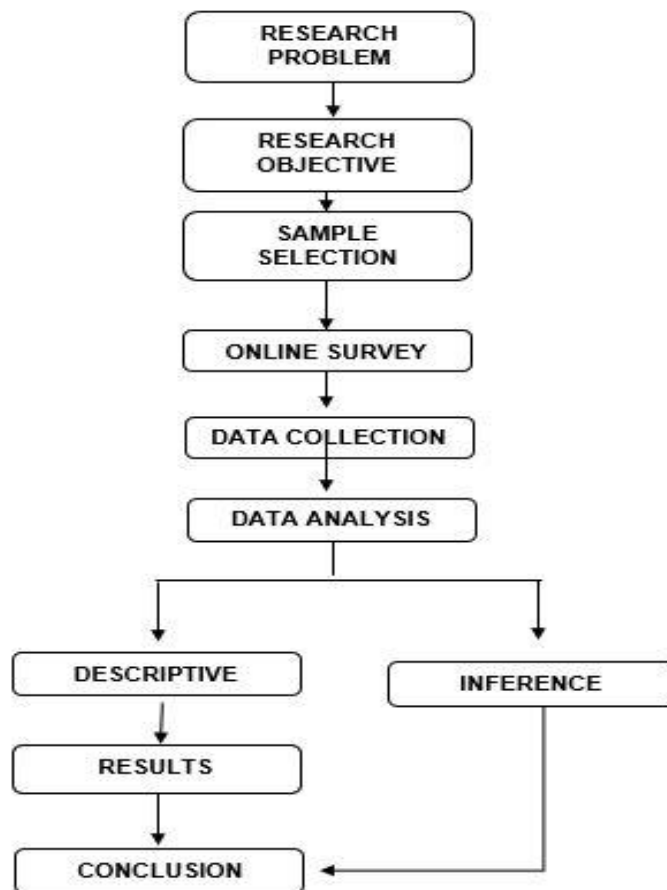 RESEARCH
PROBLEM
RESEARCH
OBJECTIVE
SAMPLE
SELECTION
ONLINE SURVEY
DATA COLLECTION
DATA ANALYSIS
DESCRIPTIVE
INFERENCE
RESULTS
CONCLUSION